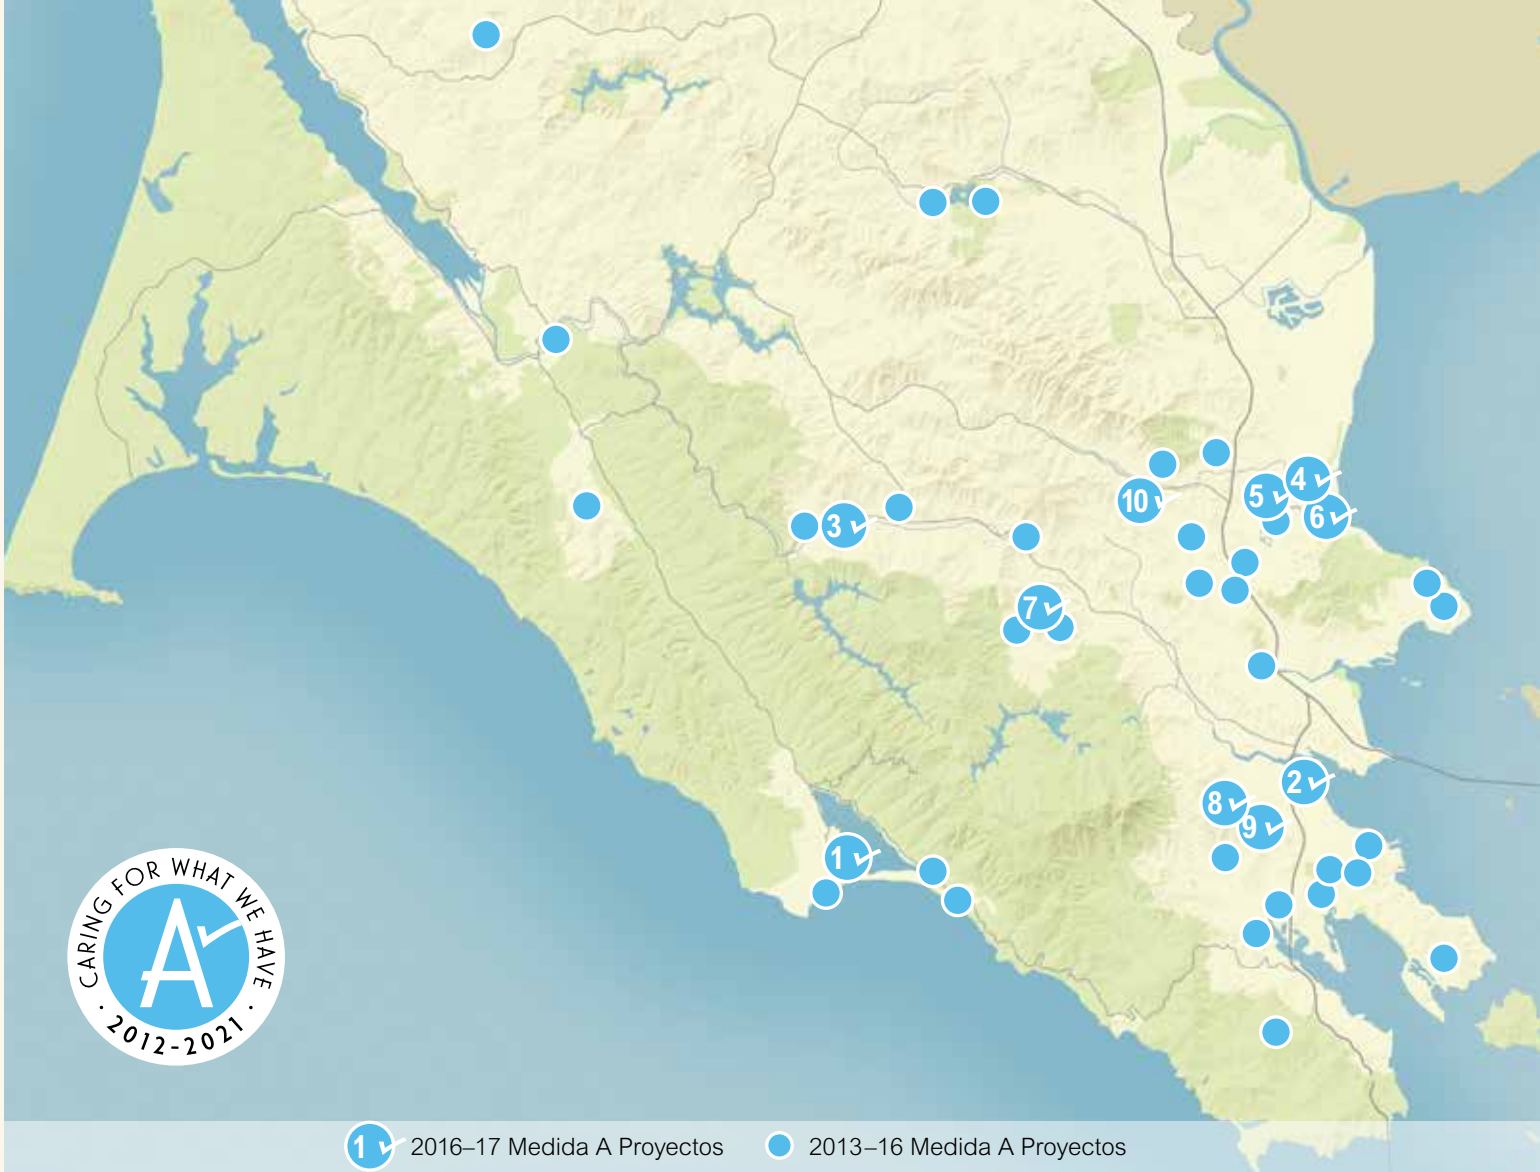 10
5
4
6
3
7
2
8
9
1
CARING FOR WHAT WE HAVE
A
· 2012-2021 ·
1 2016–17 Medida A Proyectos
2013–16 Medida A Proyectos